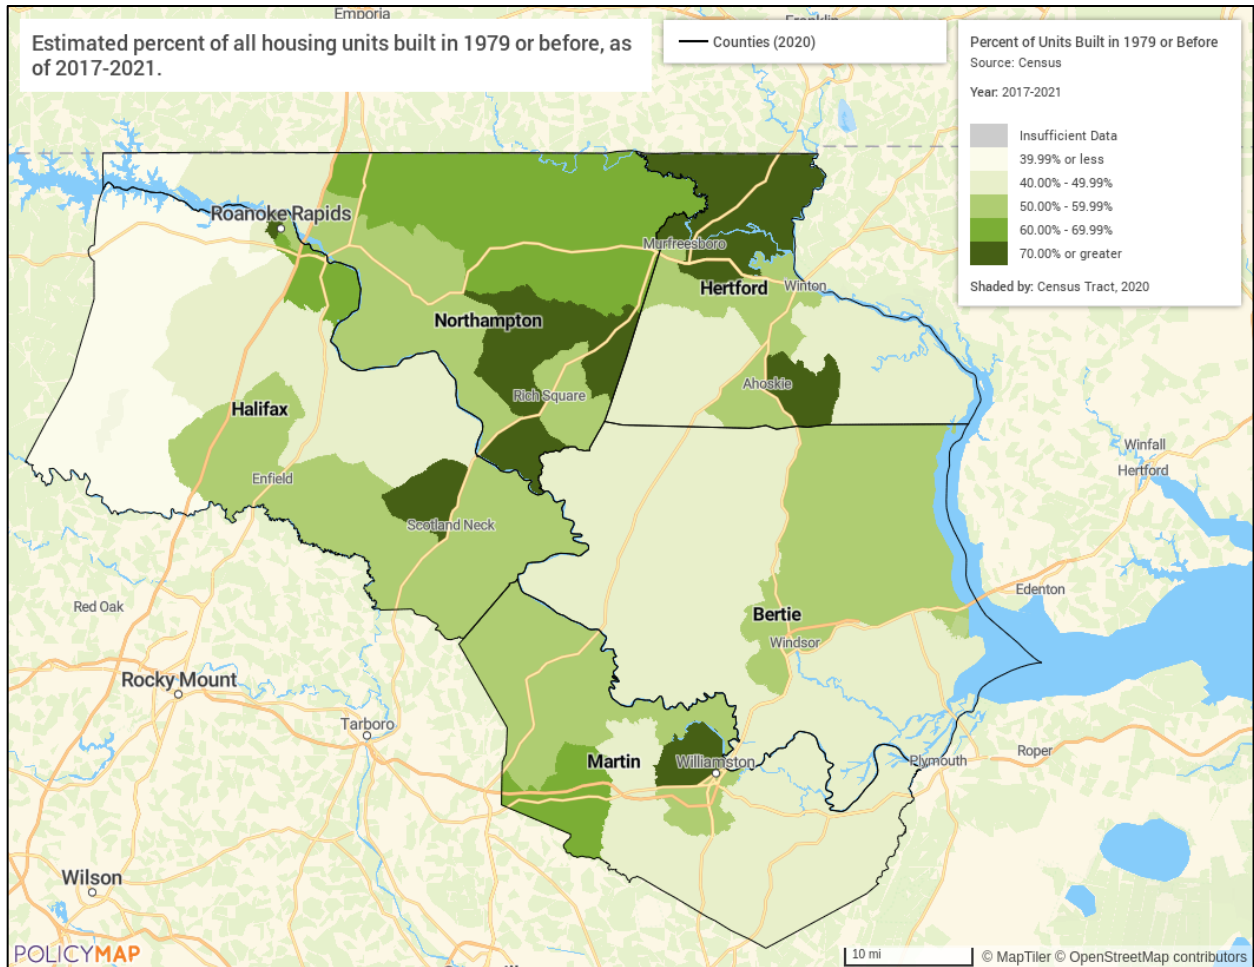 Emporia
Franklin
Estimated percent of all housing units built in 1979 or before, as
of 2017-2021.
Counties (2020)
Percent of Units Built in 1979 or Before
Source: Census
Year: 2017-2021
Insufficient Data
39.99% or less
40.00% - 49.99%
50.00% - 59.99%
60.00% - 69.99%
70.00% or greater
Shaded by: Census Tract, 2020
Roanoke Rapids
Murfreesboro
Hertford
Winton
Northampton
Ahoskie
Rich Square
Halifax
Winfall
Hertford
Enfield
Scotland Neck
Edenton
Red Oak
Bertie
Windsor
Rocky Mount
Tarboro
Martin
Williamston
Plymouth
Roper
Wilson
POLICYMAP
10 mi
© MapTiler © OpenStreetMap contributors